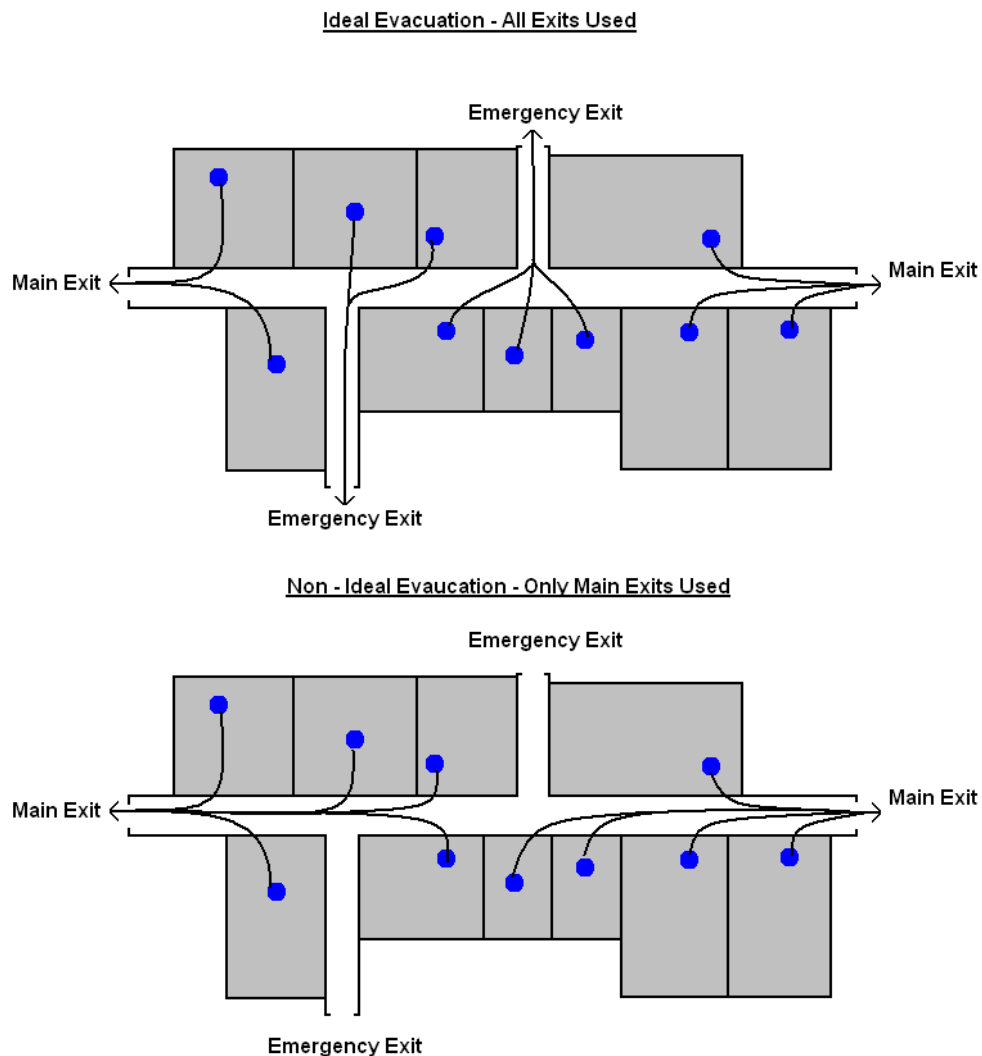 Ideal Evacuation - All Exits Used
Emergency Exit
Main Exit
Main Exit
Emergency Exit
Non - Ideal Evaucation - Only Main Exits Used
Emergency Exit
Main Exit
Main Exit
Emergency Exit